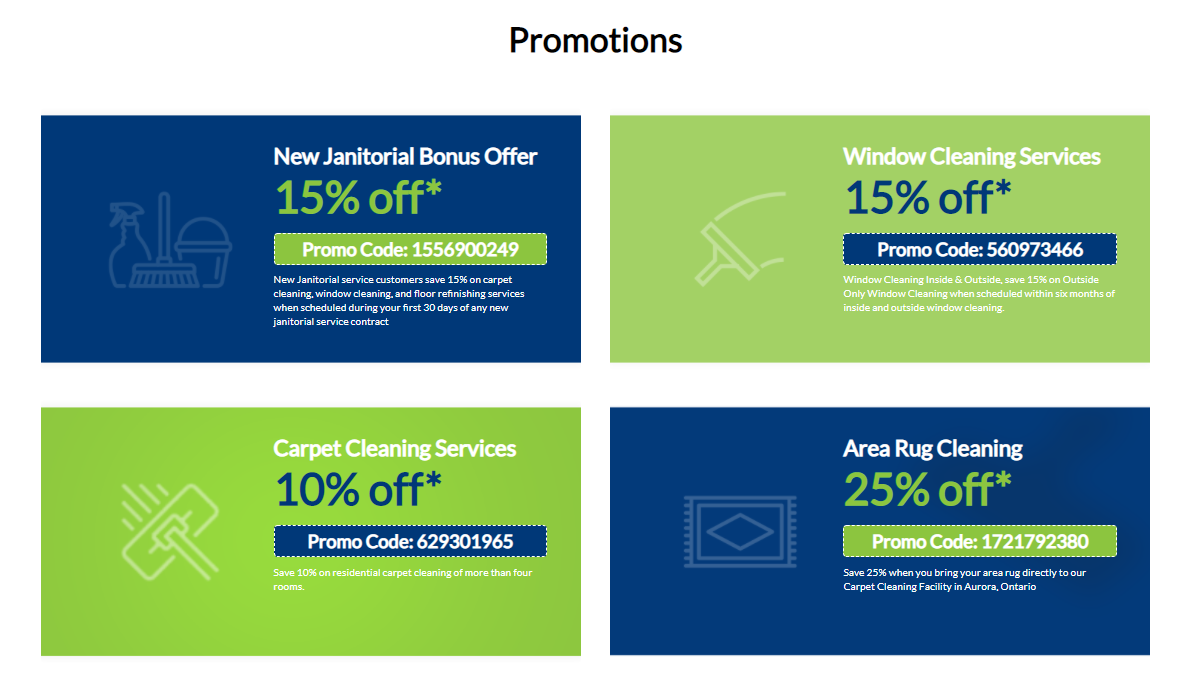 Promotions
New Janitorial Bonus Offer
15% off*
Promo Code: 1556900249
New Janitorial service customers save 15% on carpet
cleaning, window cleaning, and floor refinishing services
when scheduled during your first 30 days of any new
janitorial service contract
Window Cleaning Services
15% off*
Promo Code: 560973466
Window Cleaning Inside & Outside, save 15% on Outside
Only Window Cleaning when scheduled within six months of
inside and outside window cleaning.
Carpet Cleaning Services
10% off*
Promo Code: 629301965
Save 10% on residential carpet cleaning of more than four
rooms.
Area Rug Cleaning
25% off*
Promo Code: 1721792380
Save 25% when you bring your area rug directly to our
Carpet Cleaning Facility in Aurora, Ontario